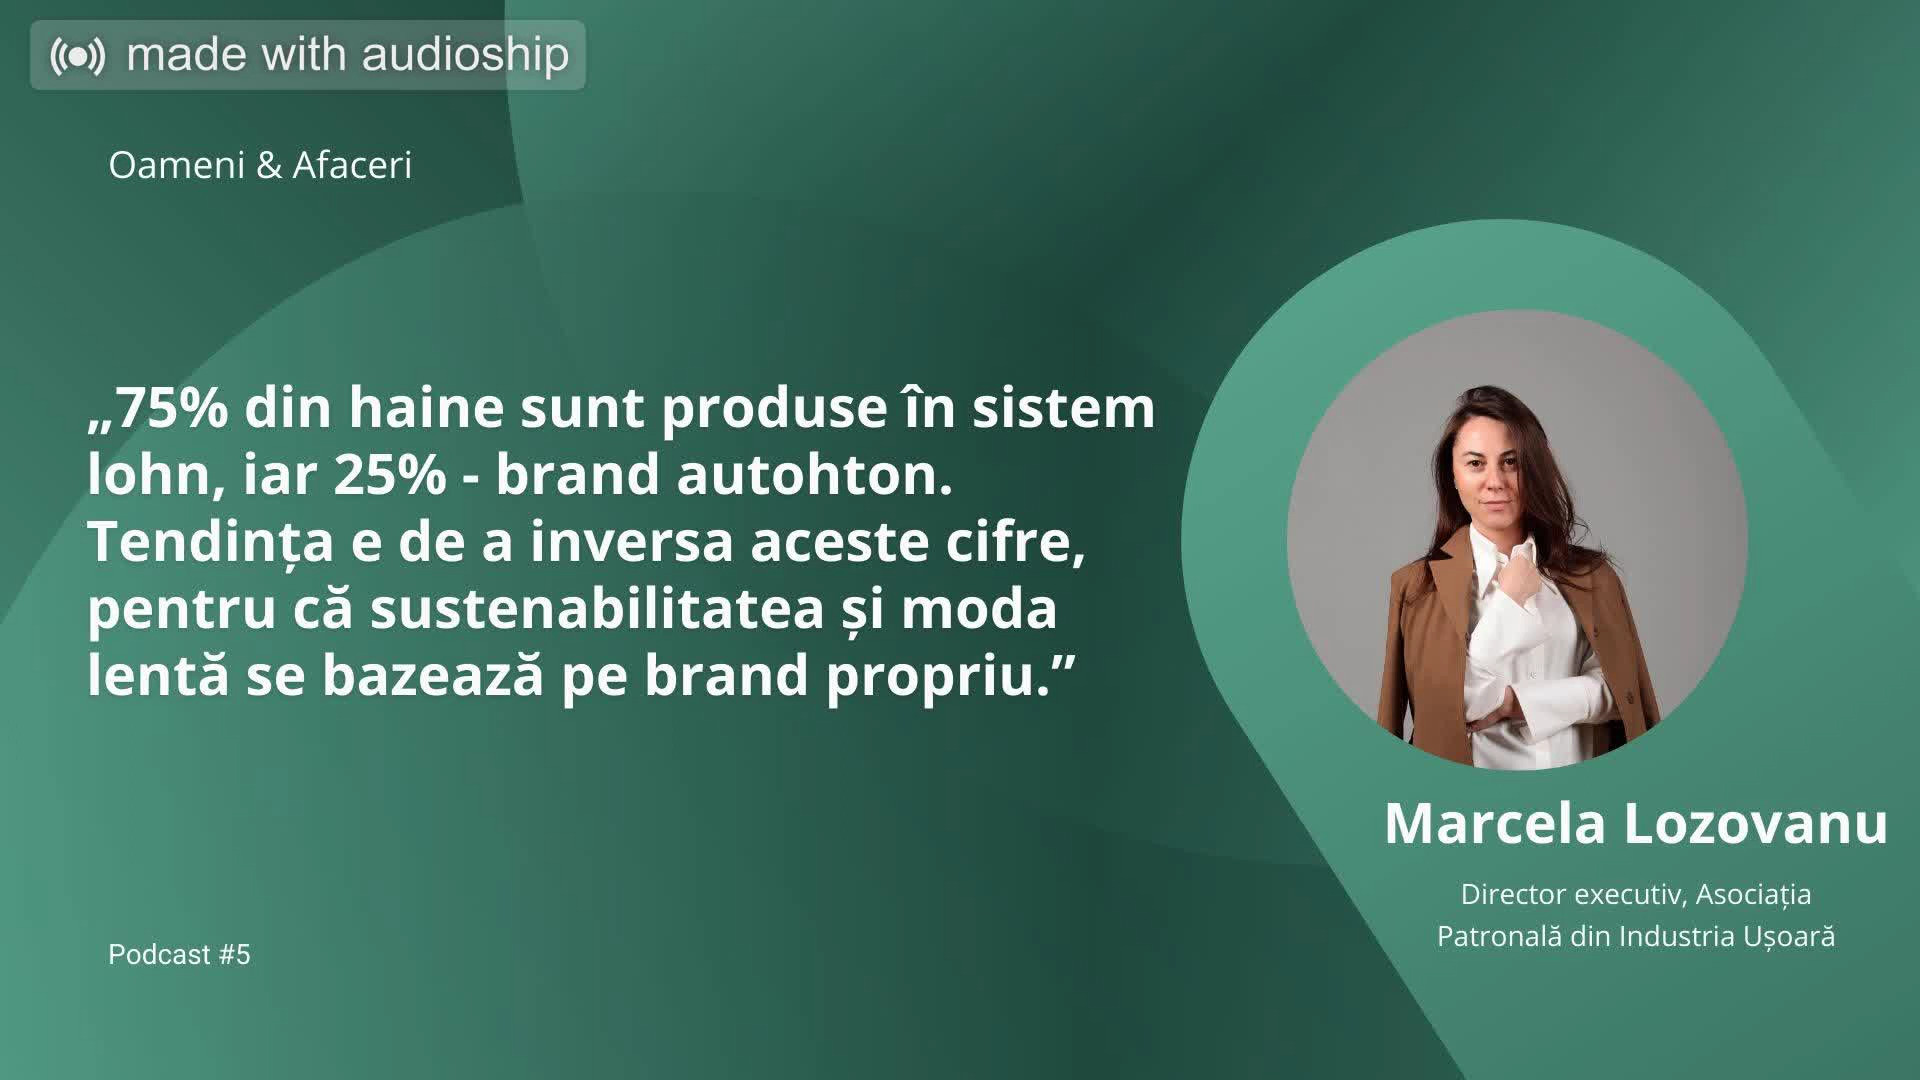 made with audioship
Oameni & Afaceri
„75% din haine sunt produse în sistem
lohn, iar 25% - brand autohton.
Tendința e de a inversa aceste cifre,
pentru că sustenabilitatea și moda
lentă se bazează pe brand propriu.”
Marcela Lozovanu
Director executiv, Asociația
Patronală din Industria Ușoară
Podcast #5